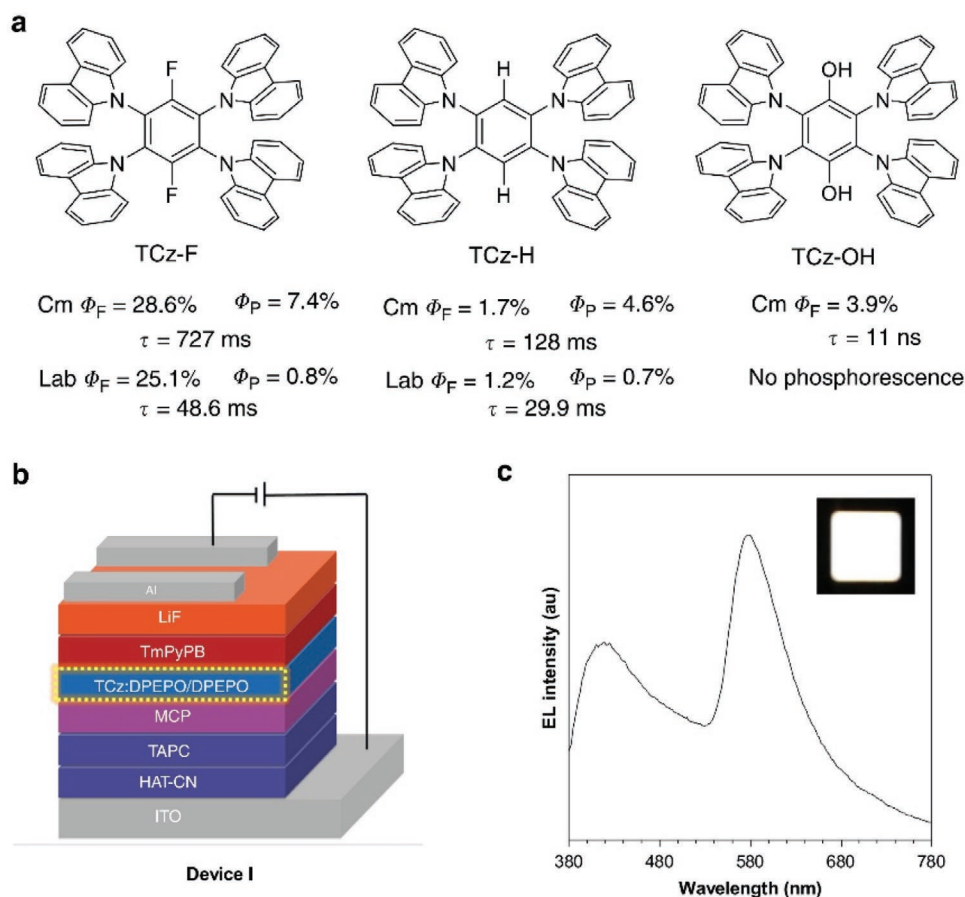 a
F
N
N
N
N
F
TCz-F
Cm ΦF = 28.6% ΦP = 7.4%
τ = 727 ms
Lab ΦF = 25.1% ΦP = 0.8%
τ = 48.6 ms
H
N
N
N
N
H
TCz-H
Cm ΦF = 1.7% ΦP = 4.6%
τ = 128 ms
Lab ΦF = 1.2% ΦP = 0.7%
τ = 29.9 ms
OH
N
N
N
N
OH
TCz-OH
Cm ΦF = 3.9%
τ = 11 ns
No phosphorescence
b
Al
LiF
TmPyPB
TCz:DPEPO/DPEPO
MCP
TAPC
HAT-CN
ITO
Device I
c
EL intensity (au)
380 480 580 680 780
Wavelength (nm)